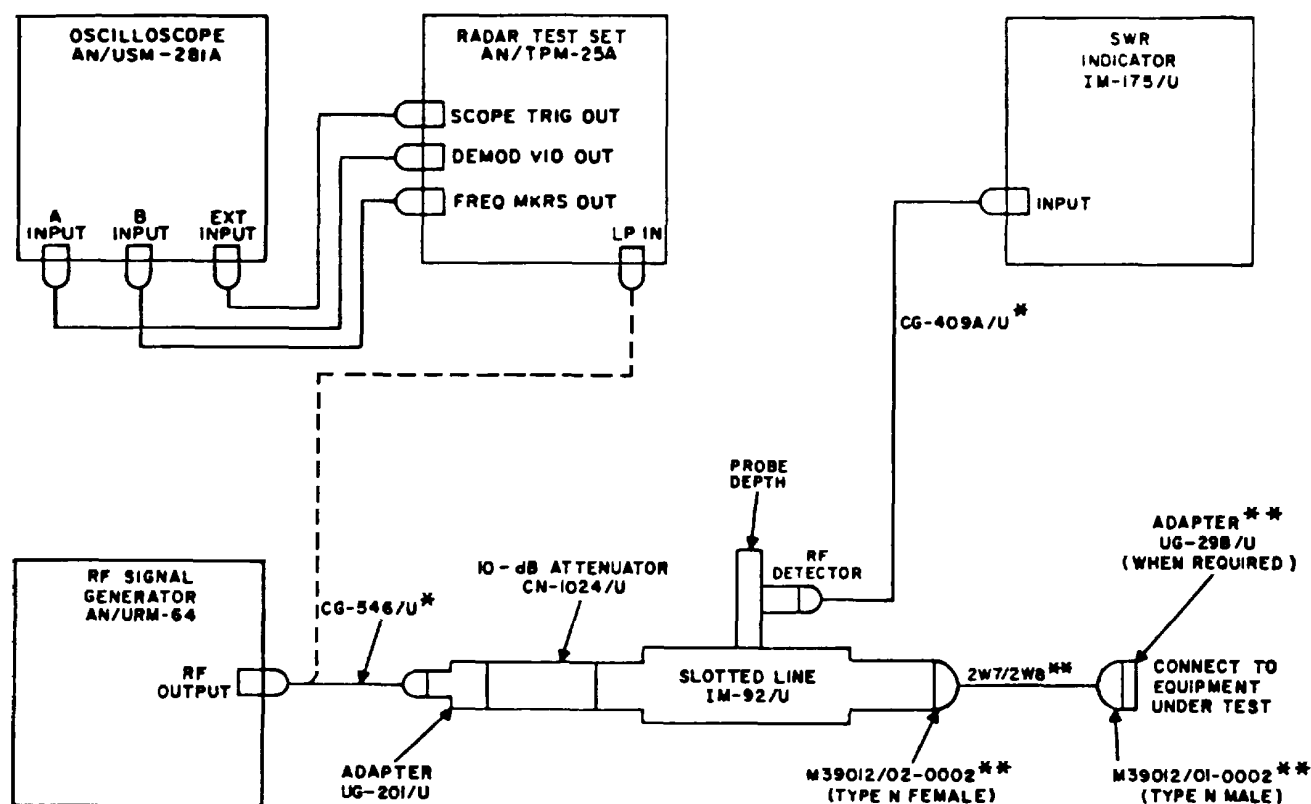 OSCILLOSCOPE
AN/USM-281A
A
INPUT
B
INPUT
EXT
INPUT
RADAR TEST SET
AN/TPM-25A
SCOPE TRIG OUT
DEMOD VIO OUT
FREQ MKRS OUT
LP IN
SWR
INDICATOR
IM-175/U
INPUT
CG-409A/U*
PROBE
DEPTH
RF
DETECTOR
ADAPTER**
UG-29B/U
(WHEN REQUIRED)
RF SIGNAL
GENERATOR
AN/URM-64
RF
OUTPUT
CG-546/U*
10-dB ATTENUATOR
CN-1024/U
SLOTTED LINE
IM-92/U
2W7/2W8**
CONNECT TO
EQUIPMENT
UNDER TEST
ADAPTER
UG-201/U
M39012/02-0002**
(TYPE N FEMALE)
M39012/01-0002**
(TYPE N MALE)